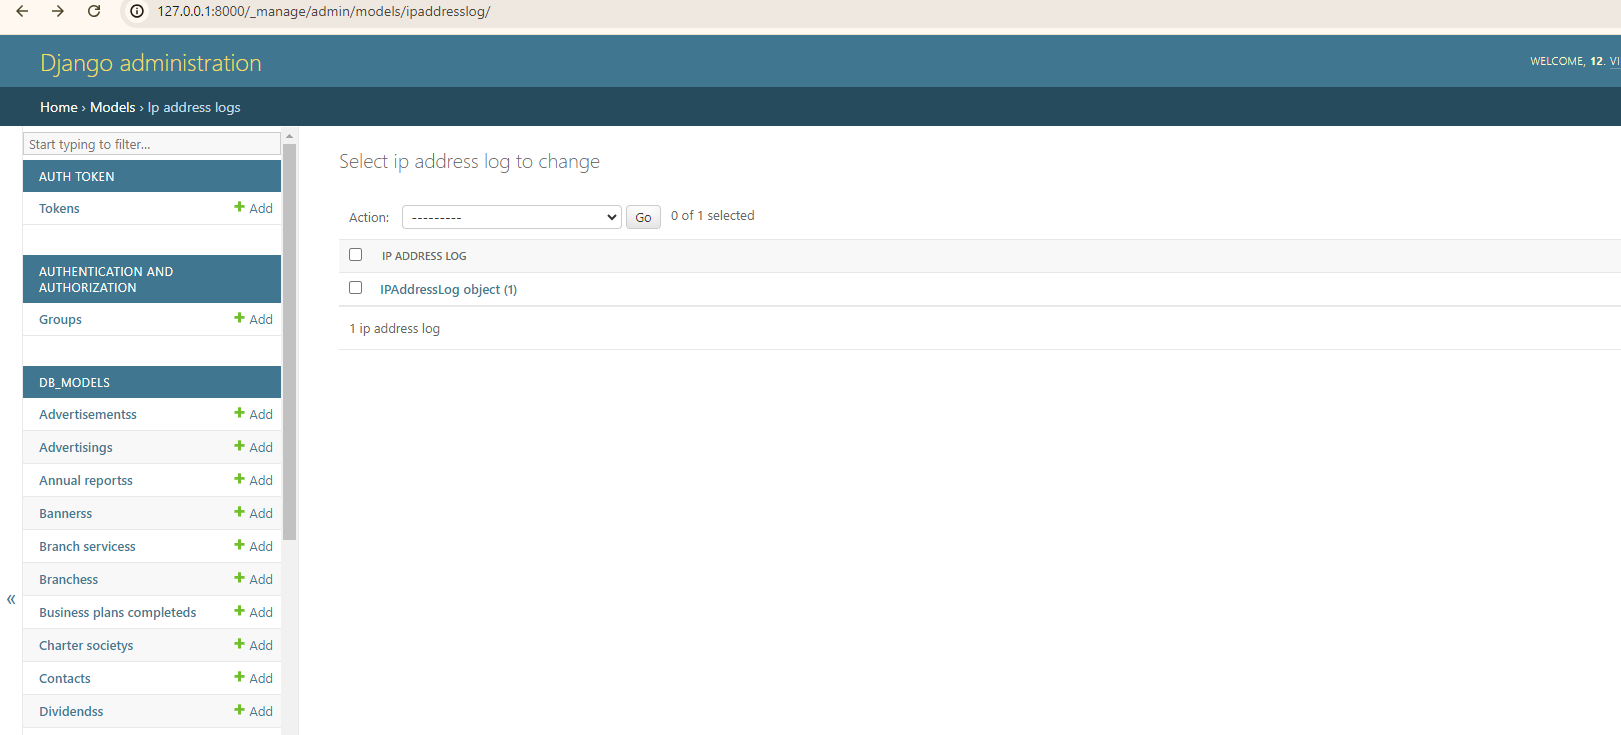 127.0.0.1:8000/_manage/admin/models/ipaddresslog/
Django administration
WELCOME, 12. VI
Home › Models › Ip address logs
Start typing to filter...
AUTH TOKEN
Tokens + Add
AUTHENTICATION AND
AUTHORIZATION
Groups + Add
DB_MODELS
Advertisementss + Add
Advertisings + Add
Annual reportss + Add
Bannerss + Add
Branch servicess + Add
Branchess + Add
Business plans completeds + Add
Charter societys + Add
Contacts + Add
Dividendss + Add
«
Select ip address log to change
Action: --------- Go 0 of 1 selected
IP ADDRESS LOG
IPAddressLog object (1)
1 ip address log